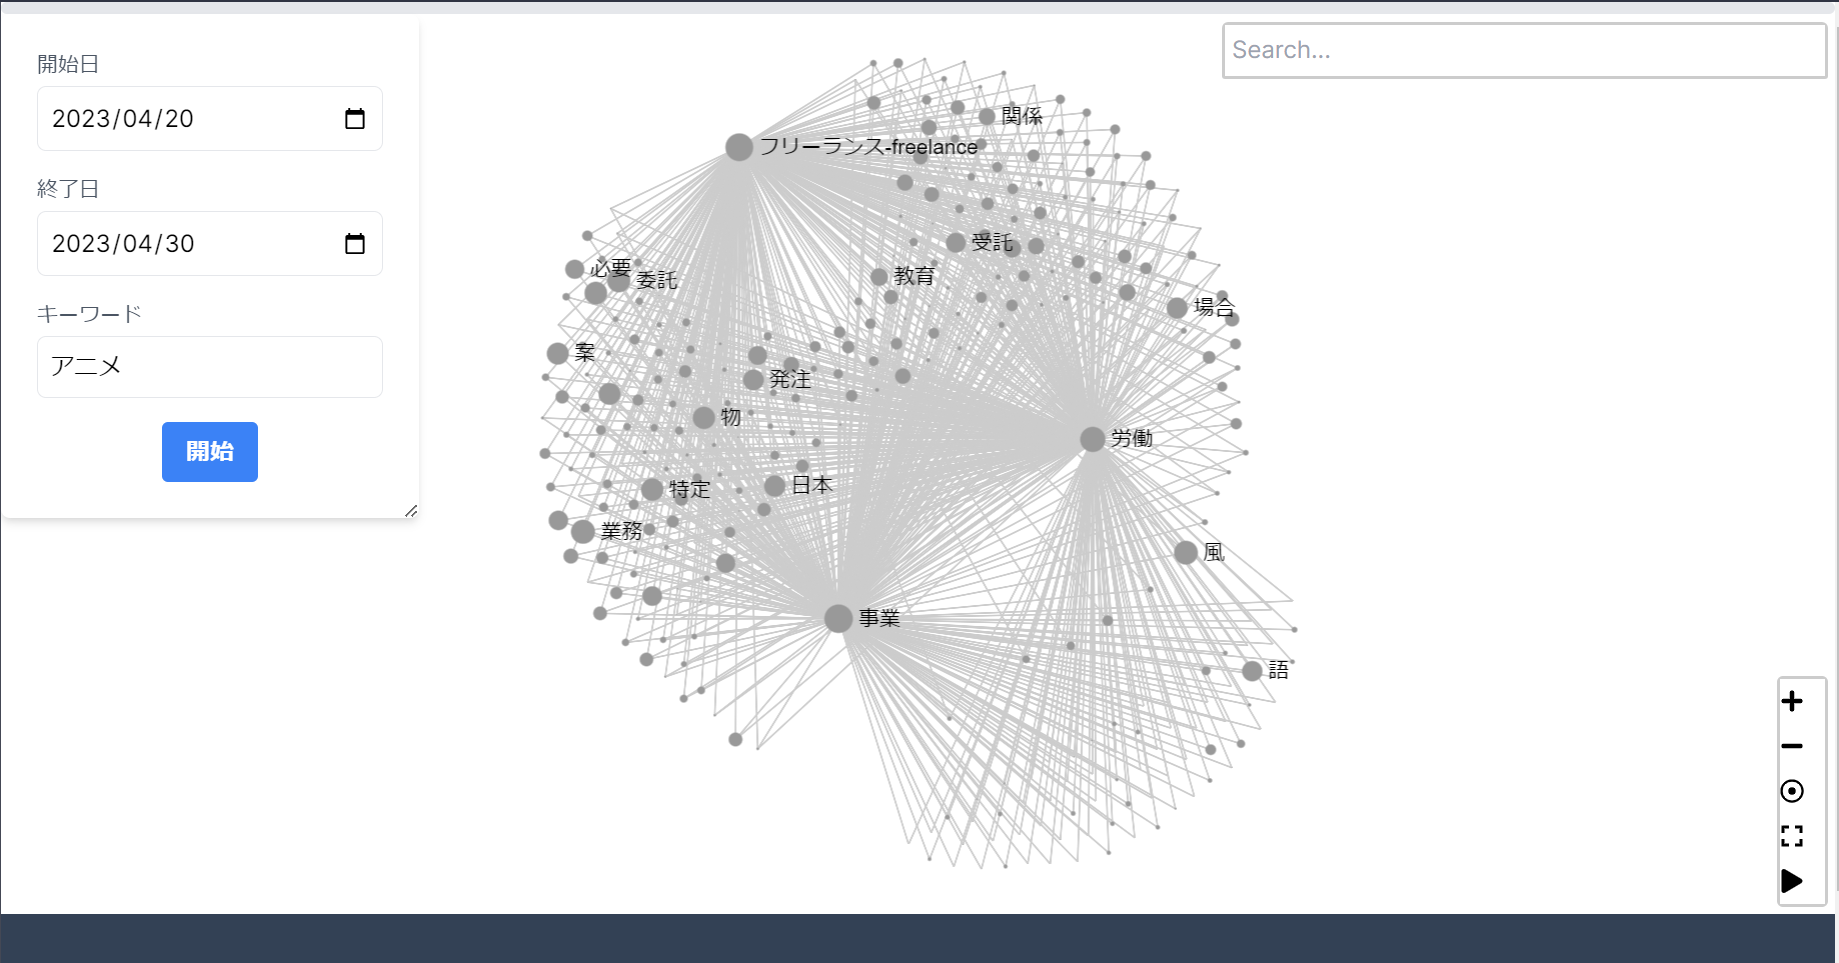 開始日
2023/04/20
終了日
2023/04/30
キーワード
アニメ
開始
Search...
関係
フリーランス-freelance
受託
必要
委託
教育
場合
案
発注
物
労働
特定
日本
業務
風
事業
語